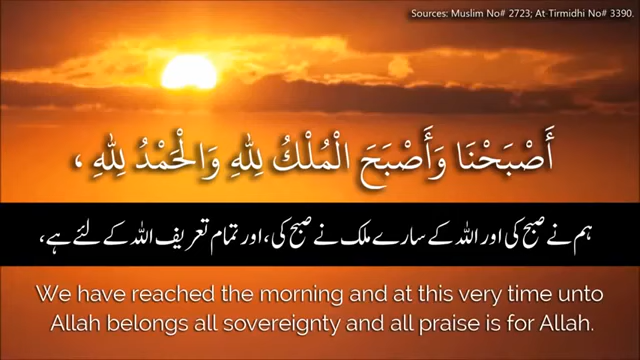 Sources: Muslim No# 2723; At-Tirmidhi No# 3390.
أَصْبَحْنَا وَأَصْبَحَ الْمُلْكُ لِلّٰهِ وَالْحَمْدُ لِلّٰهِ ،
ہم نے صبح کی اور اللہ کے سارے ملک نے صبح کی، اور تمام تعریف اللہ کے لئے ہے،
We have reached the morning and at this very time unto
Allah belongs all sovereignty and all praise is for Allah.